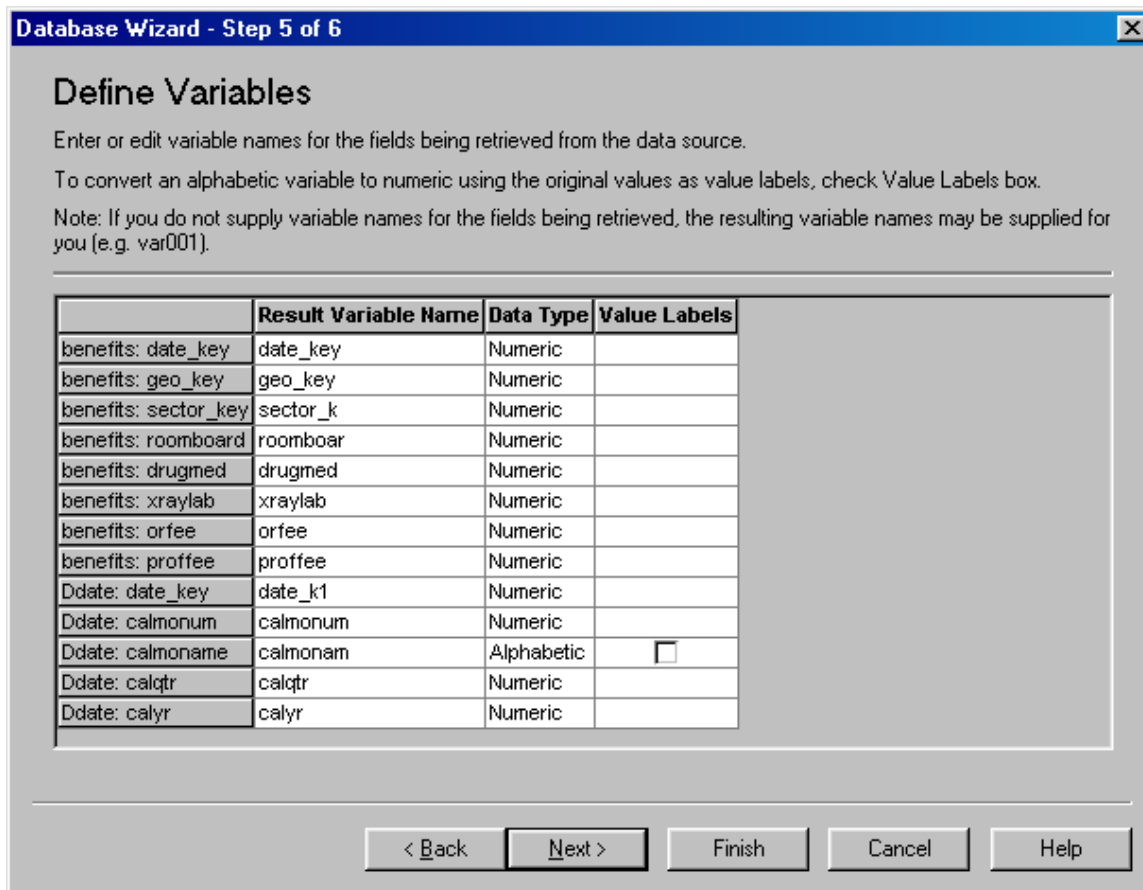 Database Wizard - Step 5 of 6
Define Variables
Enter or edit variable names for the fields being retrieved from the data source.
To convert an alphabetic variable to numeric using the original values as value labels, check Value Labels box.
Note: If you do not supply variable names for the fields being retrieved, the resulting variable names may be supplied for
you (e.g. var001).
Result Variable Name Data Type Value Labels
benefits: date_key date_key Numeric
benefits: geo_key geo_key Numeric
benefits: sector_key sector_k Numeric
benefits: roomboard roomboar Numeric
benefits: drugmed drugmed Numeric
benefits: xraylab xraylab Numeric
benefits: orfee orfee Numeric
benefits: proffee proffee Numeric
Ddate: date_key date_k1 Numeric
Ddate: calmonum calmonum Numeric
Ddate: calmoname calmonam Alphabetic
Ddate: calqtr calqtr Numeric
Ddate: calyr calyr Numeric
< Back Next > Finish Cancel Help